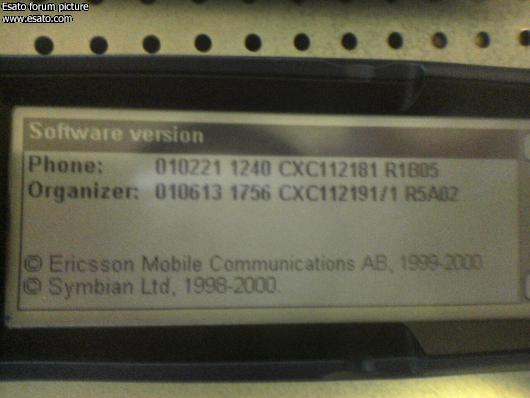 Esato forum picture
www.esato.com
Software version
Phone: 010221 1240 CXC112181 R1B05
Organizer: 010613 1756 CXC112191/1 R5A02
© Ericsson Mobile Communications AB, 1999-2000.
© Symbian Ltd, 1998-2000.